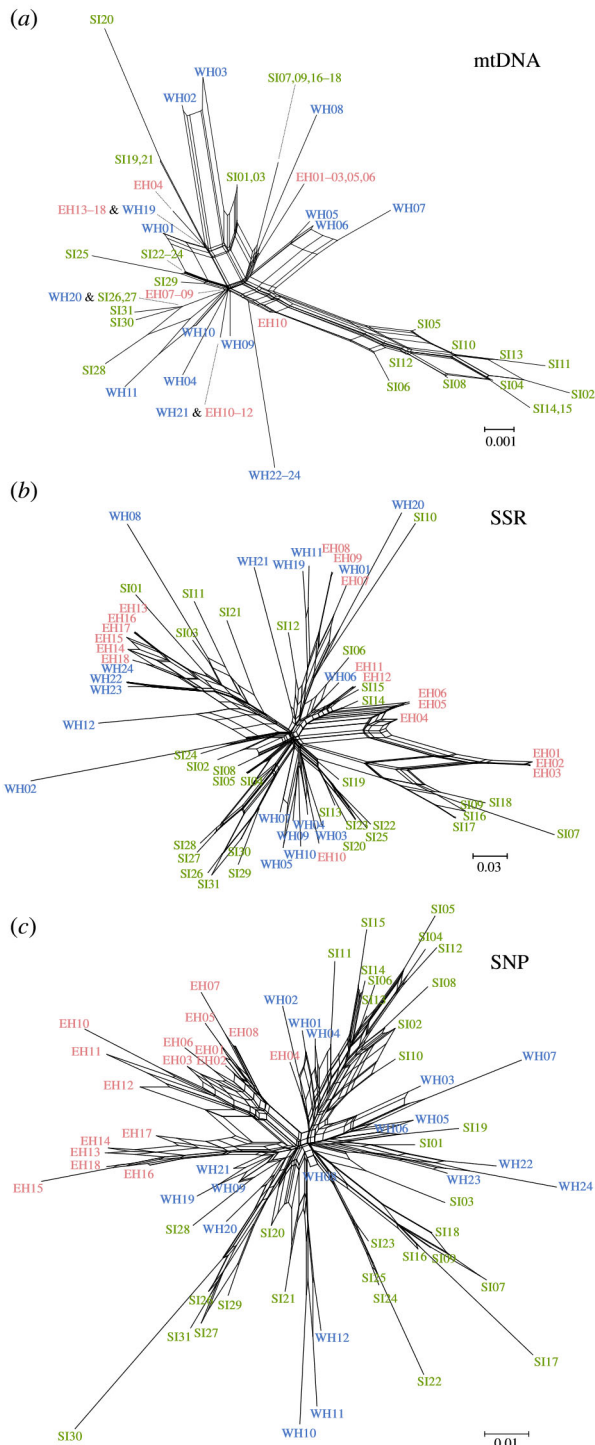 (a)
SI20
mtDNA
WH03
SI07,09,16–18
WH02
WH08
SI19,21
SI01,03
EH04
EH01–03,05,06
EH13–18 & WH19
WH05
WH07
WH01
WH06
SI25
SI22–24
SI29
WH20 & SI26,27
EH07–09
SI31
SI30
EH10
SI05
WH10
WH09
SI10
SI12
SI13
SI11
SI28
WH04
WH11
SI06
SI08
SI04
SI02
WH21 & EH10–12
SI14,15
0.001
WH22–24
(b)
SSR
WH08
WH20
SI10
WH21
WH11
EH08
EH09
WH19
WH01
EH07
SI01
SI11
EH13
EH16
EH17
SI21
SI12
SI03
EH15
EH14
EH18
SI06
WH24
EH11
WH06
EH12
WH22
SI15
WH23
SI14
EH06
EH05
EH04
WH12
SI24
SI02
SI08
SI05
SI19
EH01
EH02
EH03
WH02
SI09
SI18
SI16
SI17
SI07
WH07
WH04
SI13
SI23
SI22
WH09
WH03
SI25
SI20
SI28
SI27
SI30
WH05
WH10
EH10
SI26
SI29
SI31
0.03
(c)
SNP
SI05
SI15
SI04
SI12
SI11
SI14
SI06
SI13
SI08
EH07
WH02
EH10
EH05
WH01
WH04
SI02
EH06
EH08
EH01
EH11
EH03
EH02
EH04
SI10
WH07
EH12
WH03
WH05
WH06
SI19
EH17
EH14
EH13
SI01
EH18
EH16
WH21
WH22
EH15
WH19
WH09
WH08
WH23
WH24
SI03
SI28
WH20
SI20
SI23
SI18
SI16
SI09
SI25
SI07
SI29
SI21
SI24
SI31
SI27
WH12
SI17
SI22
WH11
SI30
WH10
0.01